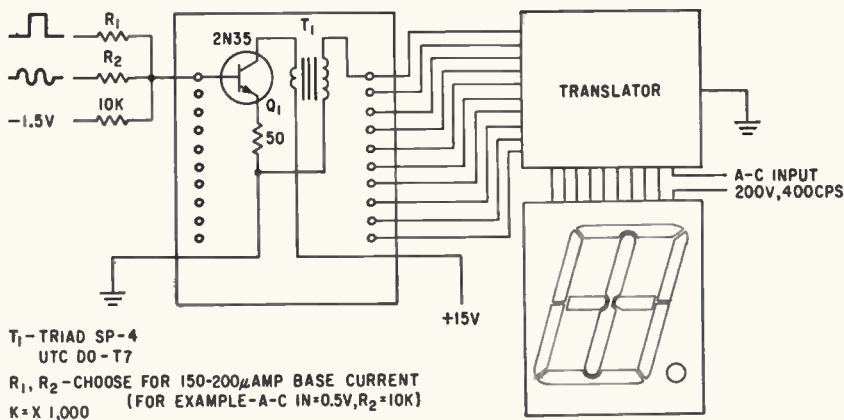 R1
R2
10K
-1.5V
2N35
Q1
50
T1
+15V
TRANSLATOR
A-C INPUT
200V,400CPS
T1-TRIAD SP-4
UTC DO-T7
R1, R2-CHOOSE FOR 150-200μAMP BASE CURRENT
(FOR EXAMPLE-A-C IN=0.5V,R2=10K)
K=X 1,000